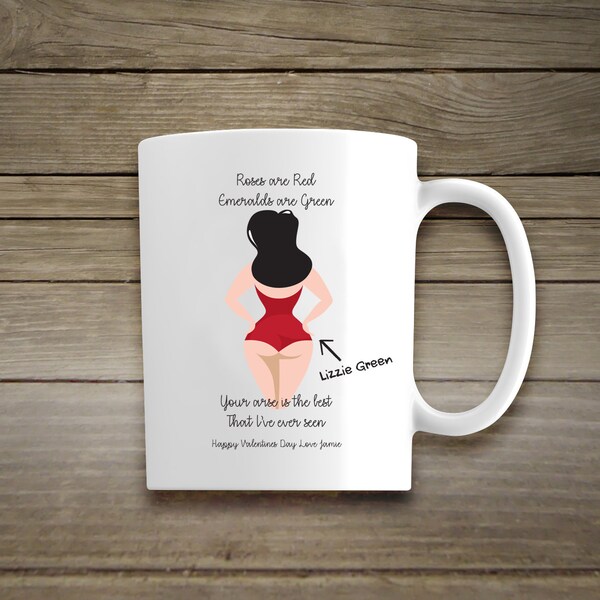 Roses are Red
Emeralds are Green
Lizzie Green
Your arse is the best
That I've ever seen
Happy Valentines Day Love Jamie